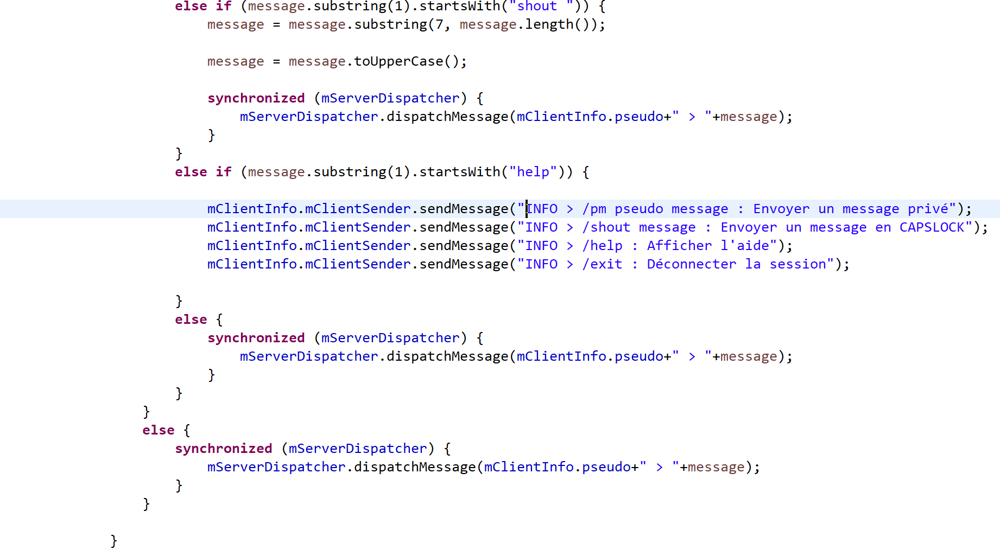 else if (message.substring(1).startsWith("shout ")) {
message = message.substring(7, message.length());
message = message.toUpperCase();
synchronized (mServerDispatcher) {
mServerDispatcher.dispatchMessage(mClientInfo.pseudo+" > "+message);
}
}
else if (message.substring(1).startsWith("help")) {
mClientInfo.mClientSender.sendMessage("INFO > /pm pseudo message : Envoyer un message privé");
mClientInfo.mClientSender.sendMessage("INFO > /shout message : Envoyer un message en CAPSLOCK");
mClientInfo.mClientSender.sendMessage("INFO > /help : Afficher l'aide");
mClientInfo.mClientSender.sendMessage("INFO > /exit : Déconnecter la session");
}
else {
synchronized (mServerDispatcher) {
mServerDispatcher.dispatchMessage(mClientInfo.pseudo+" > "+message);
}
}
}
else {
synchronized (mServerDispatcher) {
mServerDispatcher.dispatchMessage(mClientInfo.pseudo+" > "+message);
}
}
}